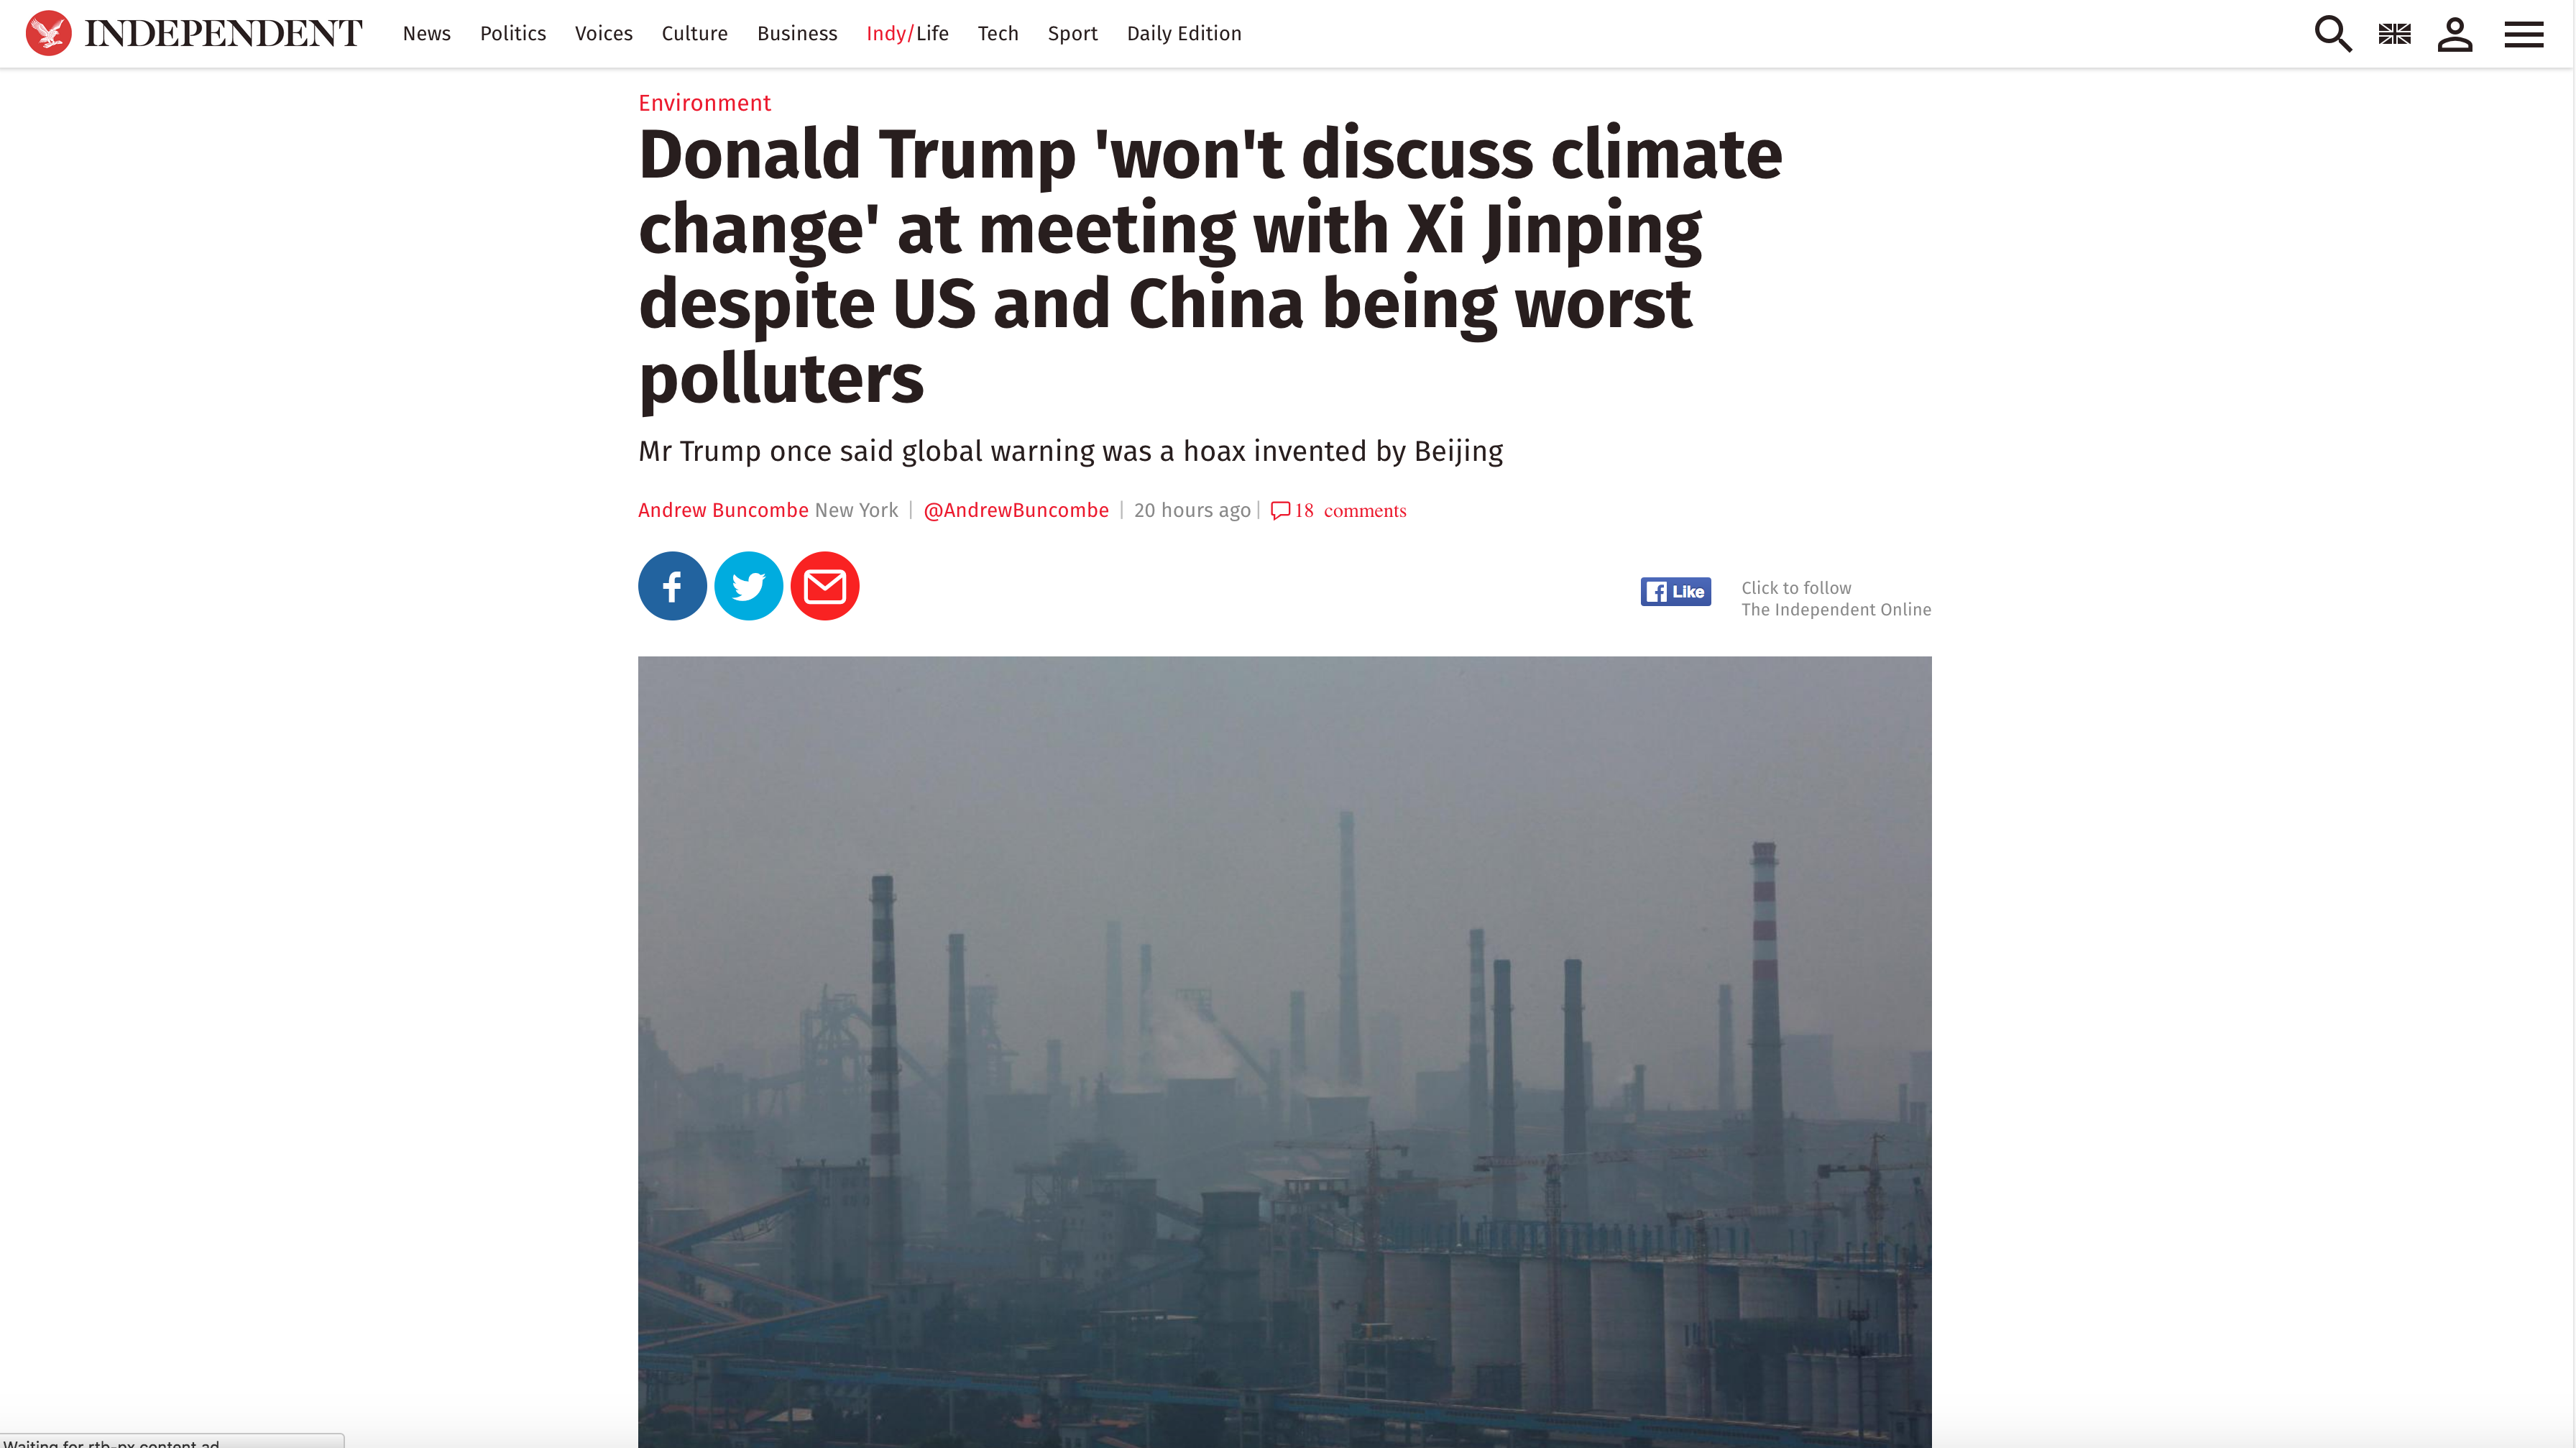 INDEPENDENT News Politics Voices Culture Business Indy/Life Tech Sport Daily Edition
Environment
Donald Trump 'won't discuss climate
change' at meeting with Xi Jinping
despite US and China being worst
polluters
Mr Trump once said global warning was a hoax invented by Beijing
Andrew Buncombe New York | @AndrewBuncombe | 20 hours ago | 18 comments
f Like Click to follow
The Independent Online
Waiting for rtb-px.content.ad